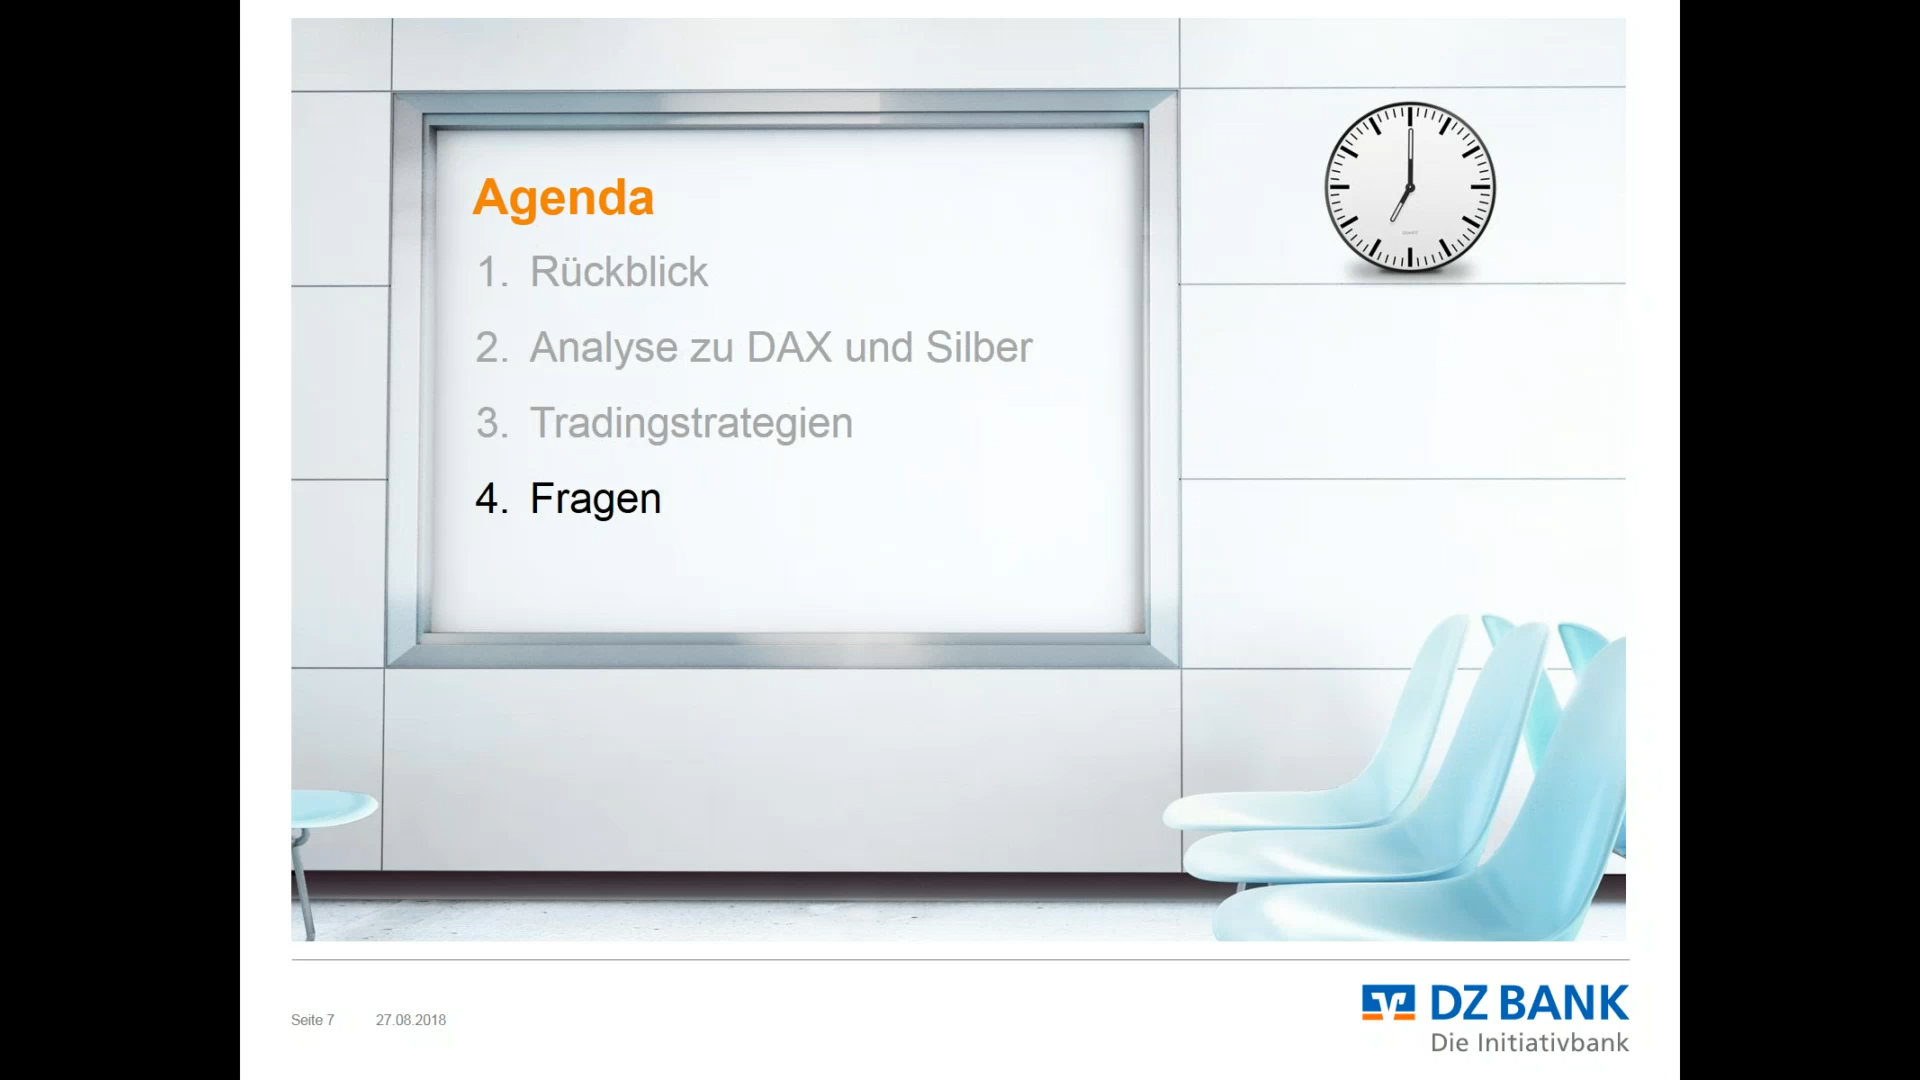 Agenda
1. Rückblick
2. Analyse zu DAX und Silber
3. Tradingstrategien
4. Fragen
Seite 7 27.08.2018
DZ BANK
Die Initiativbank